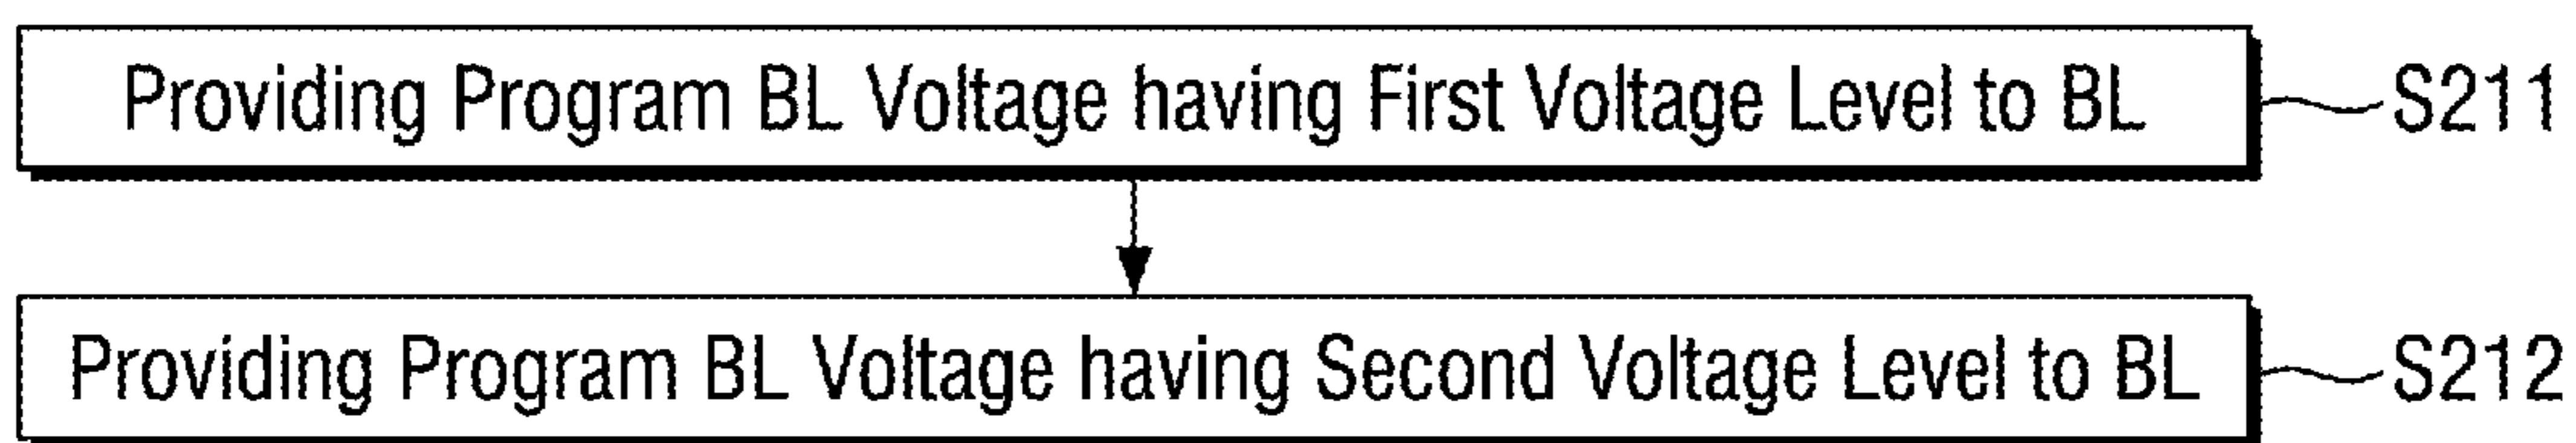 Providing Program BL Voltage having First Voltage Level to BL S211
Providing Program BL Voltage having Second Voltage Level to BL S212